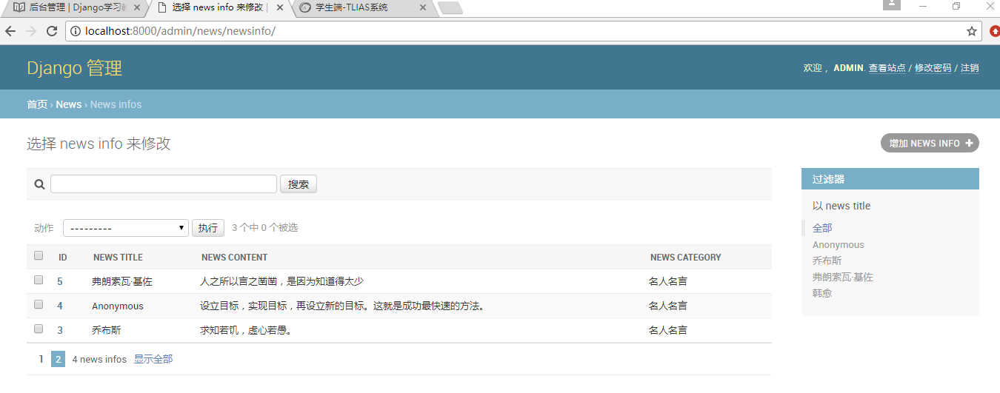 后台管理 | Django学习教
选择 news info 来修改 |
学生端-TLIAS系统
localhost:8000/admin/news/newsinfo/
Django 管理
欢迎， ADMIN. 查看站点 / 修改密码 / 注销
首页 › News › News infos
选择 news info 来修改
增加 NEWS INFO +
搜索
动作 --------- 执行 3 个中 0 个被选
ID NEWS TITLE NEWS CONTENT NEWS CATEGORY
5 弗朗索瓦·基佐 人之所以言之凿凿，是因为知道得太少 名人名言
4 Anonymous 设立目标，实现目标，再设立新的目标。这就是成功最快速的方法。 名人名言
3 乔布斯 求知若饥，虚心若愚。 名人名言
1 2 4 news infos 显示全部
过滤器
以 news title
全部
Anonymous
乔布斯
弗朗索瓦·基佐
韩愈